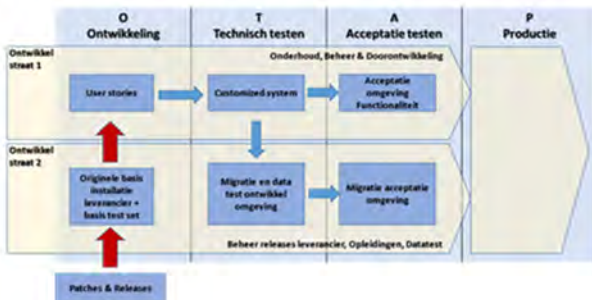 O
Ontwikkeling
T
Technisch testen
A
Acceptatie testen
P
Productie
Ontwikkel
straat 1
Onderhoud, Beheer & Doorontwikkeling
User stories
Customized system
Acceptatie
omgeving
Functionaliteit
Ontwikkel
straat 2
Originele basis
installatie
leverancier +
basis test set
Migratie en data
test ontwikkel
omgeving
Migratie acceptatie
omgeving
Beheer releases leverancier, Opleidingen, Datatest
Patches & Releases